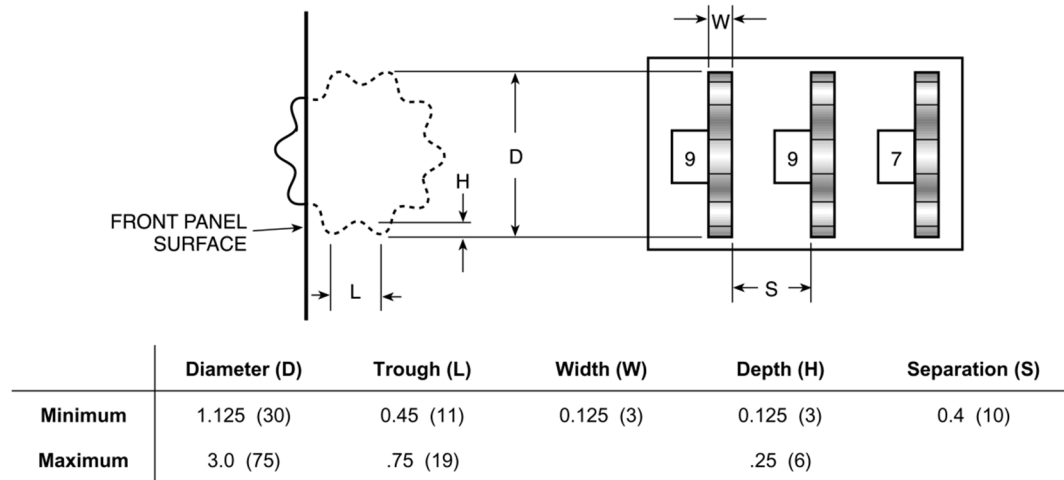 W
D
H
FRONT PANEL
SURFACE
L
9 9 7
S
Diameter (D) Trough (L) Width (W) Depth (H) Separation (S)
Minimum 1.125 (30) 0.45 (11) 0.125 (3) 0.125 (3) 0.4 (10)
Maximum 3.0 (75) .75 (19) .25 (6)